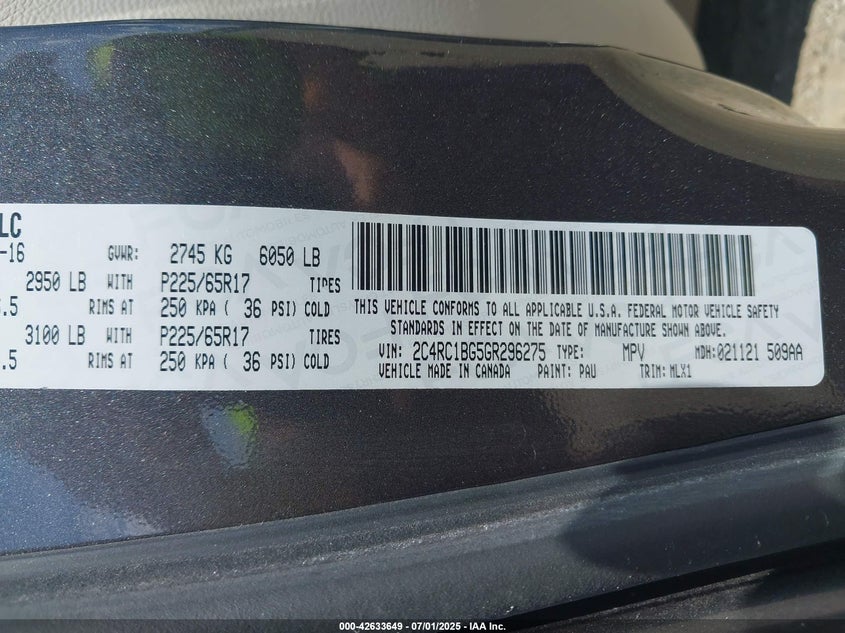 LC
-16 GVWR: 2745 KG 6050 LB
2950 LB WITH P225/65R17 TIRES
.5 RIMS AT 250 KPA ( 36 PSI) COLD
3100 LB WITH P225/65R17 TIRES
.5 RIMS AT 250 KPA ( 36 PSI) COLD
THIS VEHICLE CONFORMS TO ALL APPLICABLE U.S.A. FEDERAL MOTOR VEHICLE SAFETY
STANDARDS IN EFFECT ON THE DATE OF MANUFACTURE SHOWN ABOVE.
VIN: 2C4RC1BG5GR296275 TYPE: MPV MDH:021121 509AA
VEHICLE MADE IN CANADA PAINT: PAU TRIM: MLX1
000-42633649 - 07/01/2025 - IAA Inc.